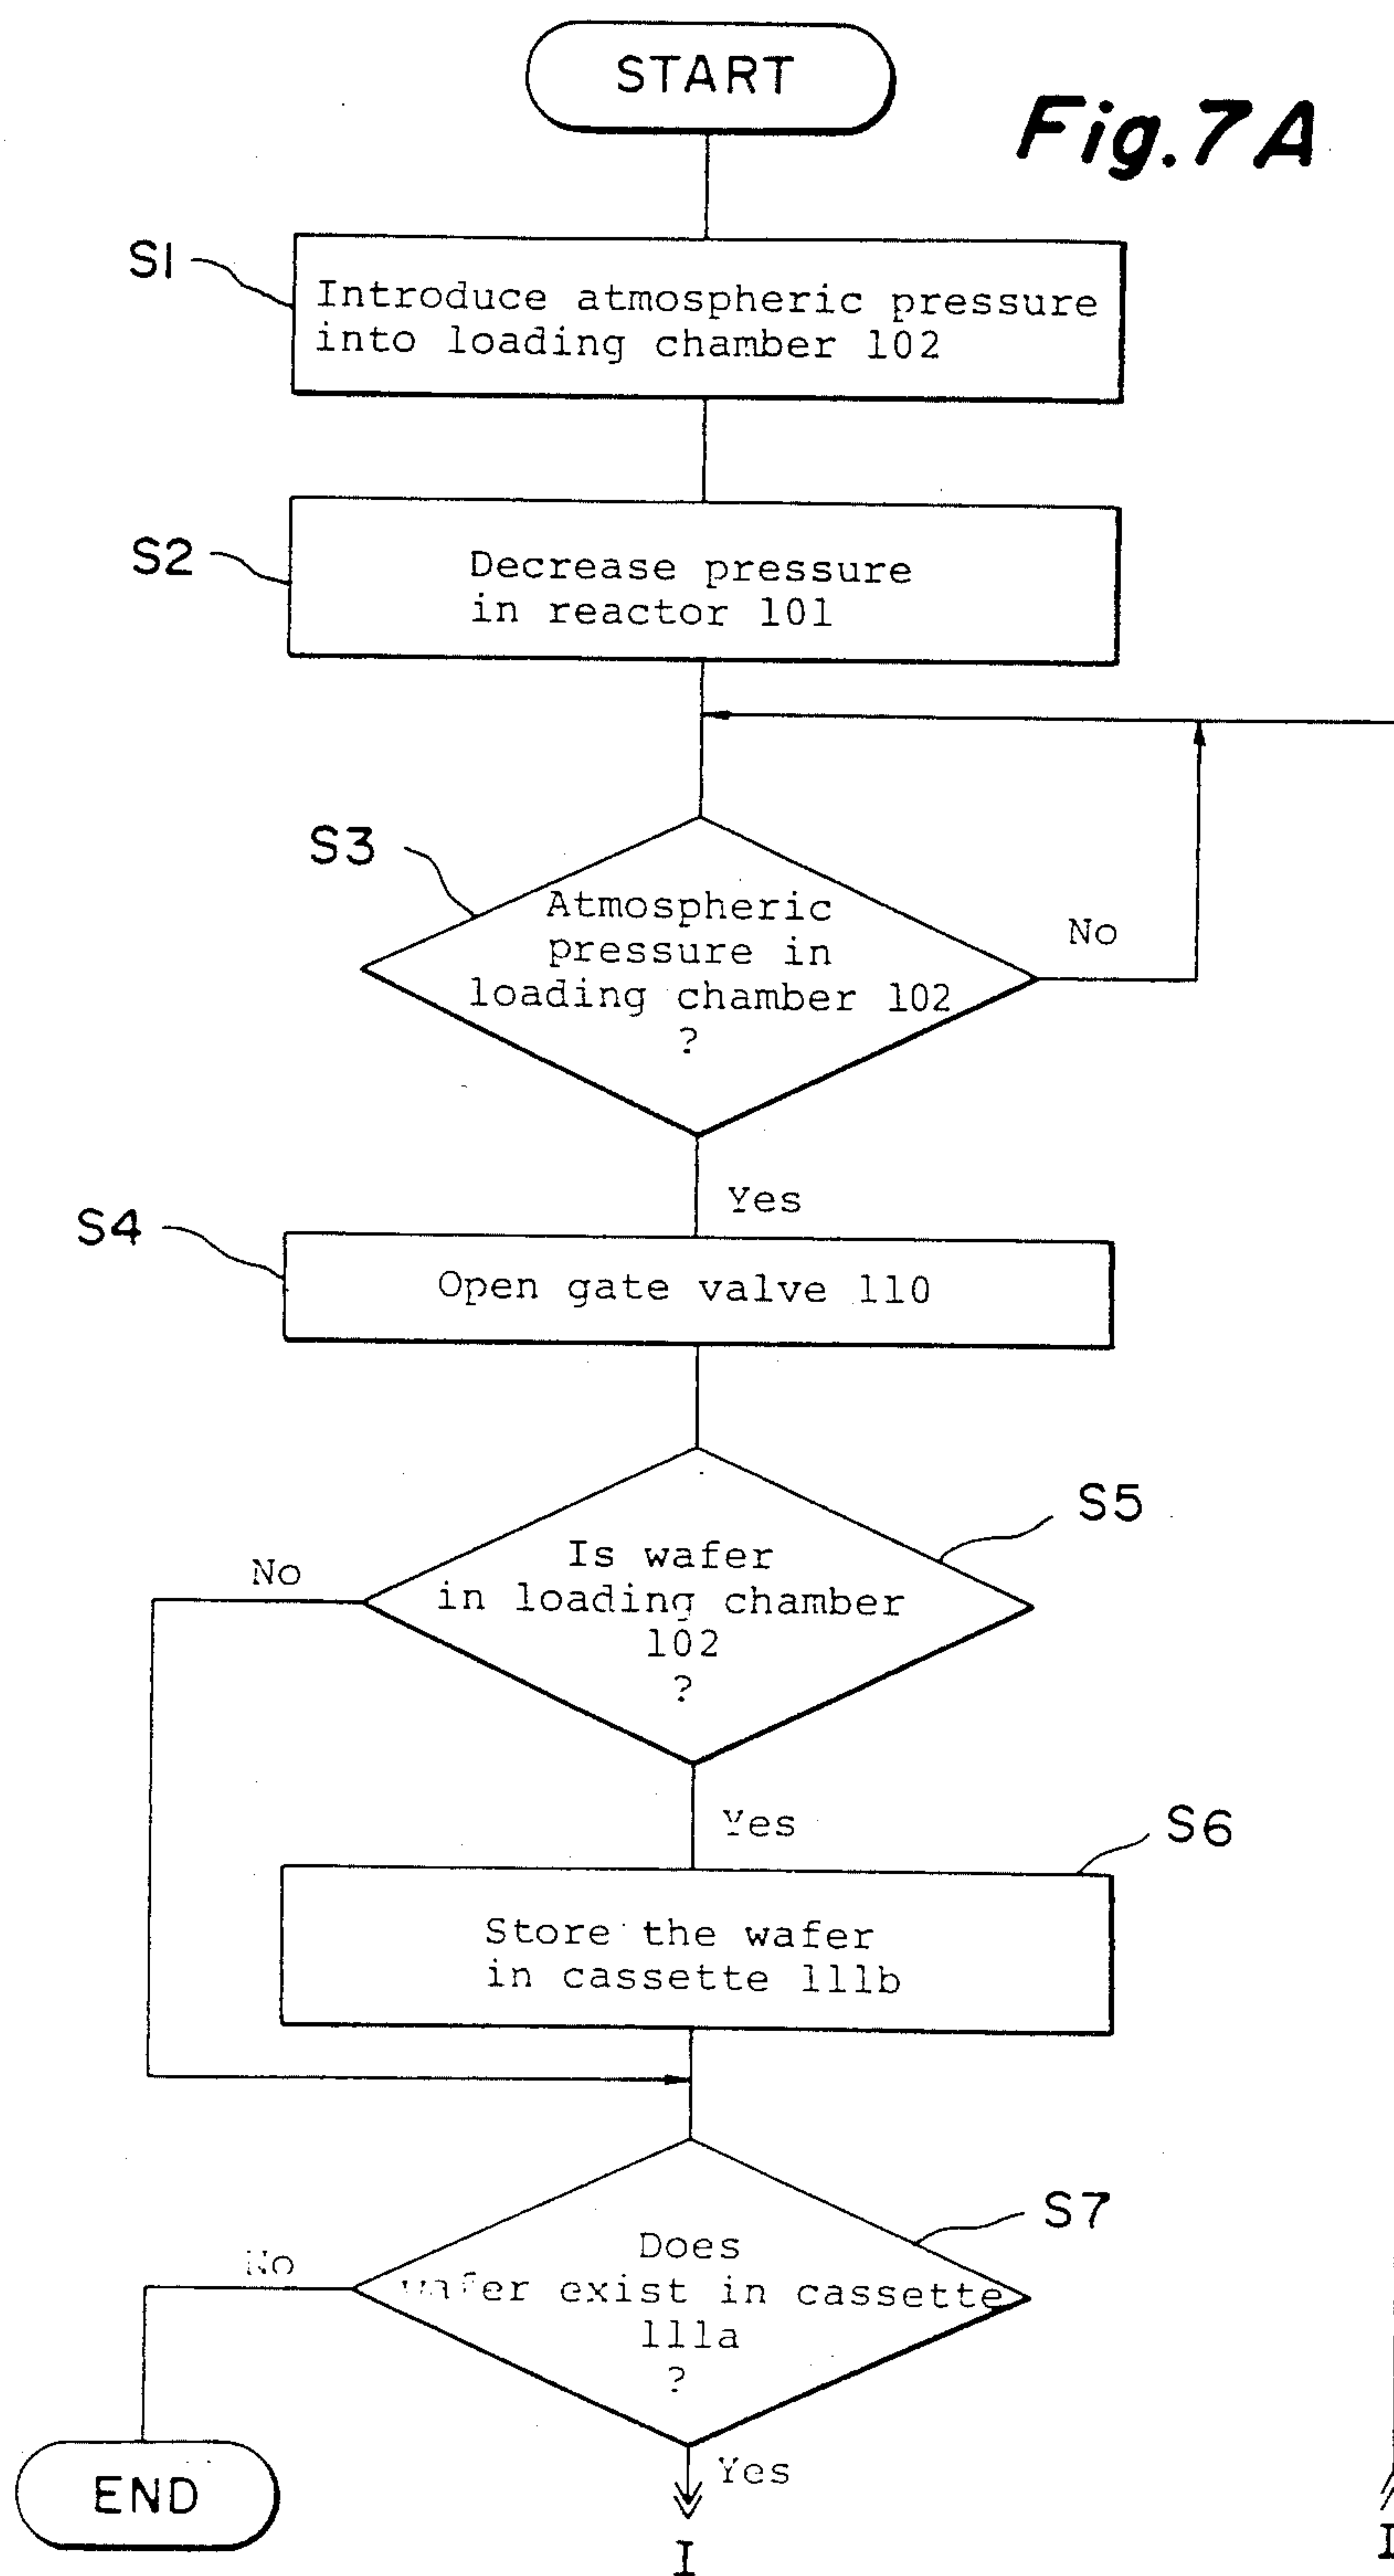 START
Fig.7A
S1
Introduce atmospheric pressure
into loading chamber 102
S2
Decrease pressure
in reactor 101
S3
Atmospheric
pressure in
loading chamber 102
?
No
Yes
S4
Open gate valve 110
S5
Is wafer
in loading chamber
102
?
No
Yes
S6
Store the wafer
in cassette 111b
S7
Does
wafer exist in cassette
111a
?
No
Yes
END
I